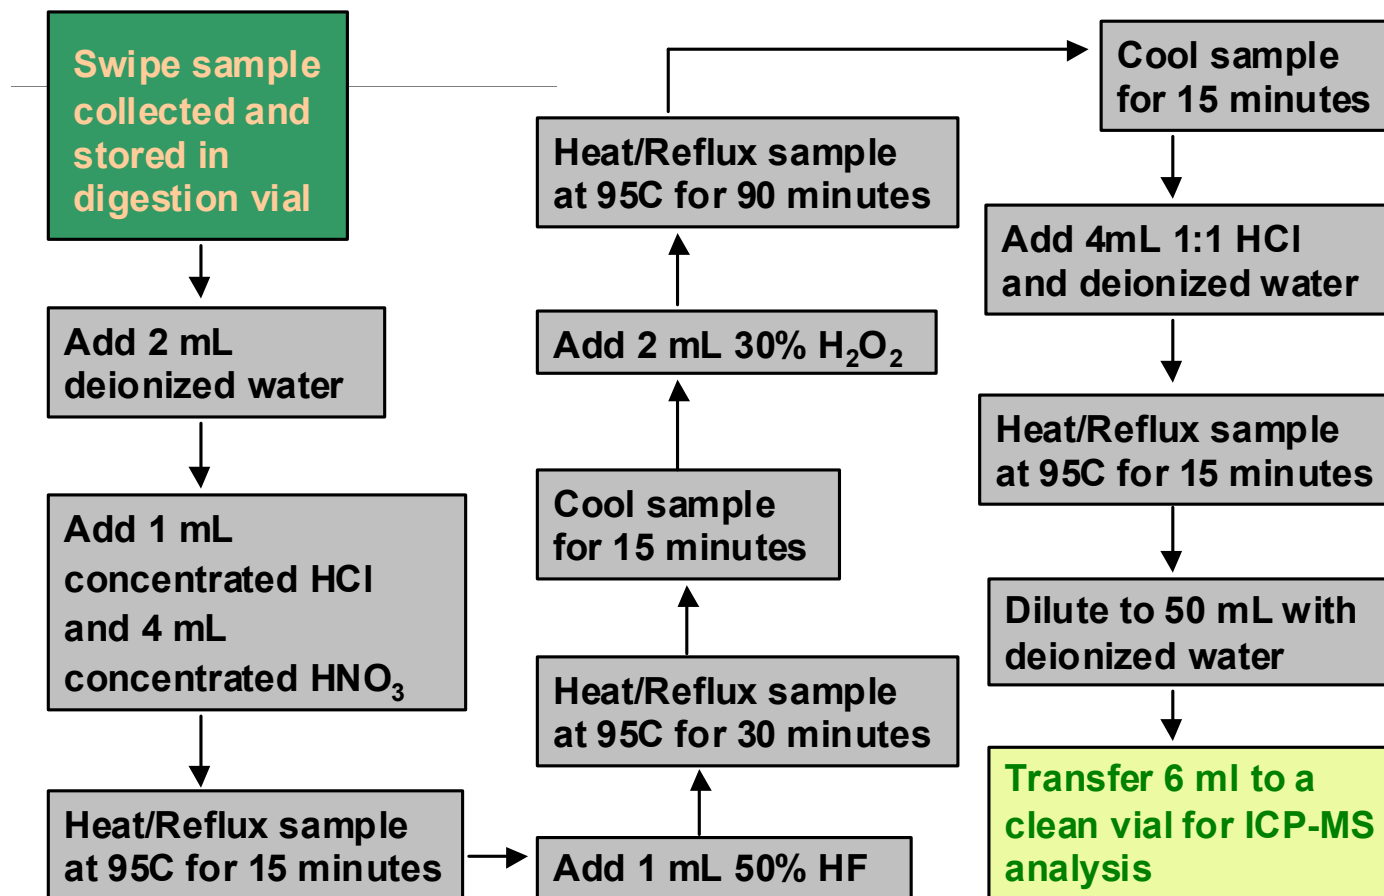 Swipe sample
collected and
stored in
digestion vial
Add 2 mL
deionized water
Add 1 mL
concentrated HCl
and 4 mL
concentrated HNO₃
Heat/Reflux sample
at 95C for 15 minutes
Add 1 mL 50% HF
Heat/Reflux sample
at 95C for 30 minutes
Cool sample
for 15 minutes
Add 2 mL 30% H₂O₂
Heat/Reflux sample
at 95C for 90 minutes
Cool sample
for 15 minutes
Add 4mL 1:1 HCl
and deionized water
Heat/Reflux sample
at 95C for 15 minutes
Dilute to 50 mL with
deionized water
Transfer 6 ml to a
clean vial for ICP-MS
analysis